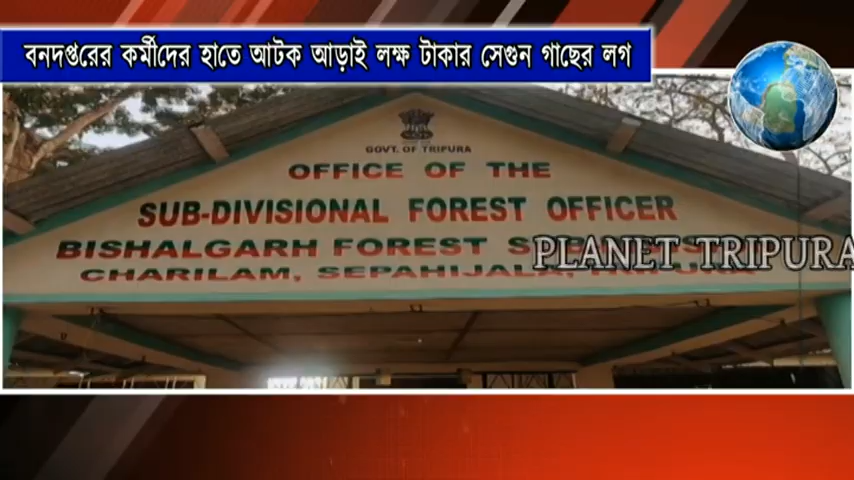 বনদপ্তরের কর্মীদের হাতে আটক আড়াই লক্ষ টাকার সেগুন গাছের লগ
GOVT. OF TRIPURA
OFFICE OF THE
SUB-DIVISIONAL FOREST OFFICER
BISHALGARH FOREST
PLANET TRIPURA
CHARILAM, SEPAHIJALA,